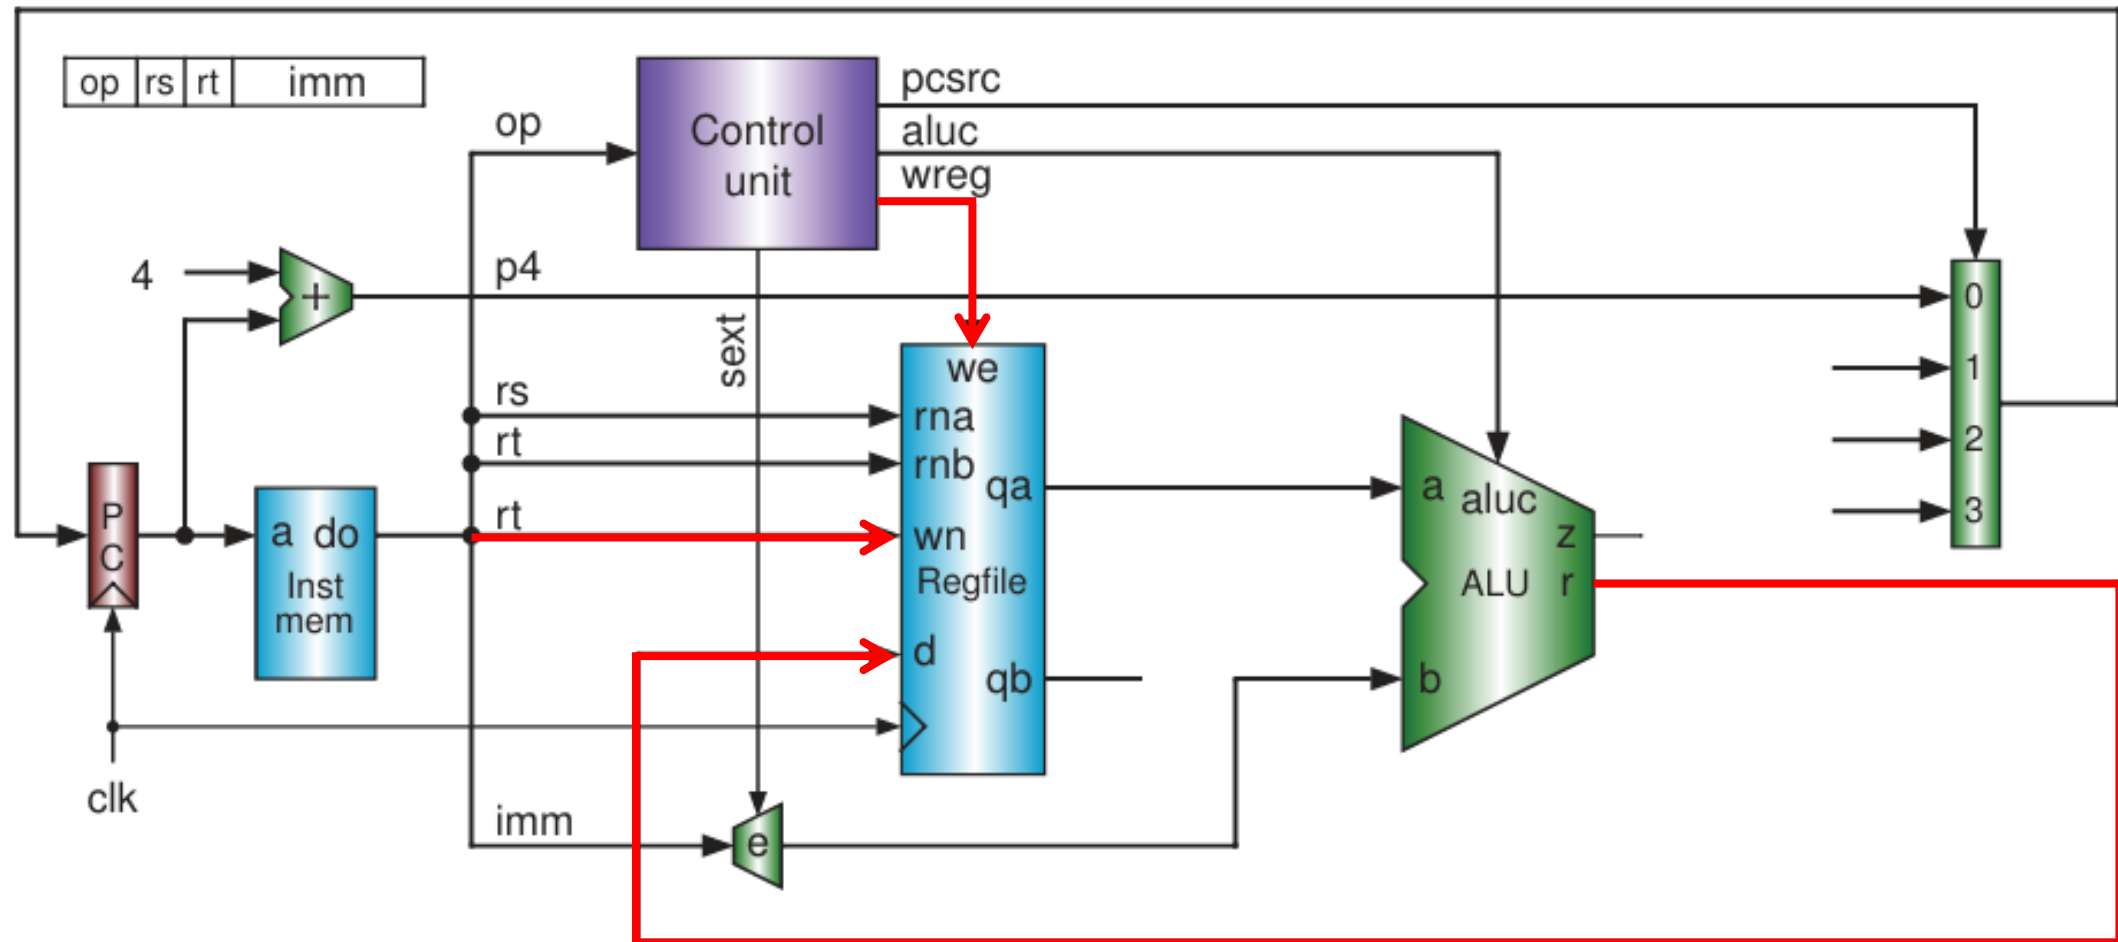 op rs rt imm
pcsrc
op
Control
unit
aluc
wreg
4
+
p4
0
sext
we
1
rs
rna
rt
rnb
2
qa
a
aluc
P
C
rt
3
a do
wn
z
Inst
mem
Regfile
ALU
r
d
qb
b
clk
imm
e